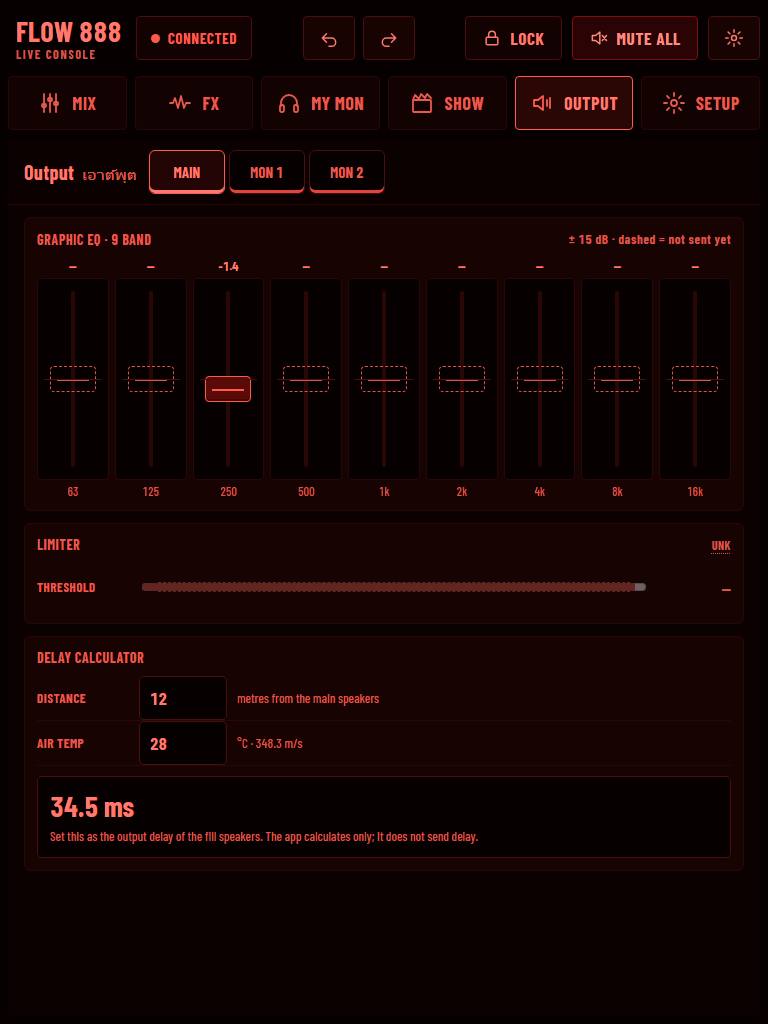 FLOW 888
LIVE CONSOLE
CONNECTED
LOCK
MUTE ALL
MIX
FX
MY MON
SHOW
OUTPUT
SETUP
Output เอาต์พุต
MAIN
MON 1
MON 2
GRAPHIC EQ · 9 BAND
± 15 dB · dashed = not sent yet
– – -1.4 – – – – – –
63 125 250 500 1k 2k 4k 8k 16k
LIMITER
UNK
THRESHOLD
–
DELAY CALCULATOR
DISTANCE 12 metres from the main speakers
AIR TEMP 28 °C · 348.3 m/s
34.5 ms
Set this as the output delay of the fill speakers. The app calculates only; it does not send delay.